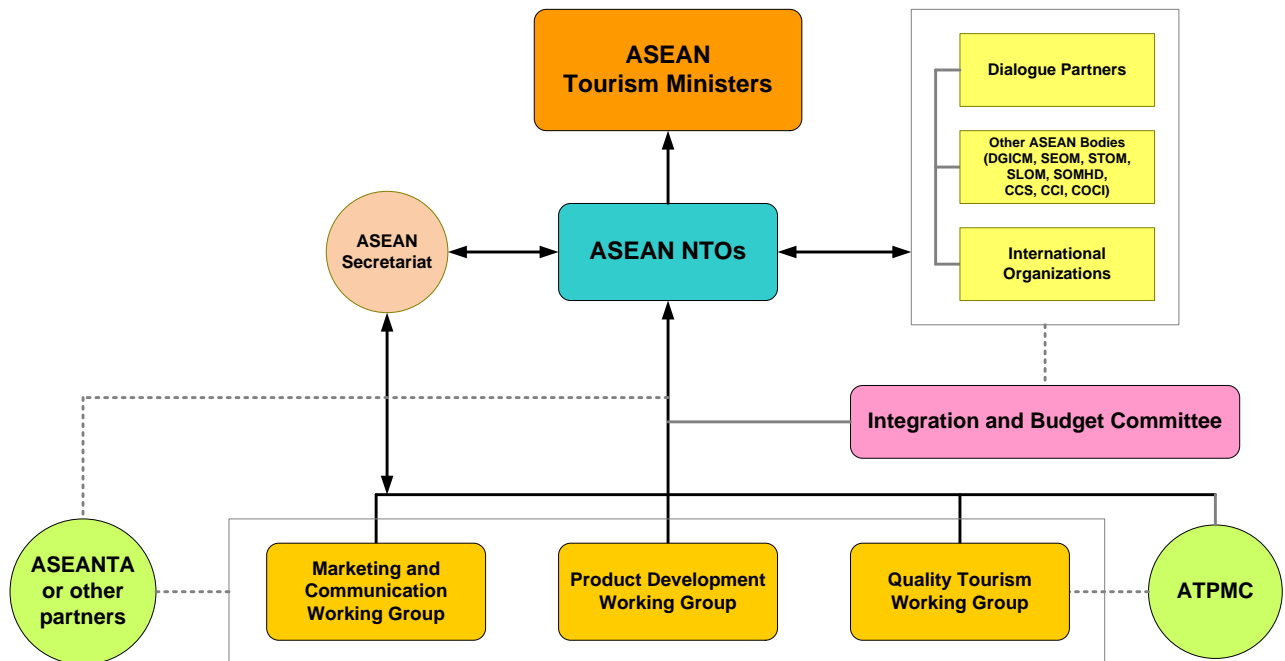 ASEAN
Tourism Ministers
Dialogue Partners
Other ASEAN Bodies
(DGICM, SEOM, STOM,
SLOM, SOMHD,
CCS, CCI, COCI)
International
Organizations
ASEAN
Secretariat
ASEAN NTOs
Integration and Budget Committee
ASEANTA
or other
partners
Marketing and
Communication
Working Group
Product Development
Working Group
Quality Tourism
Working Group
ATPMC